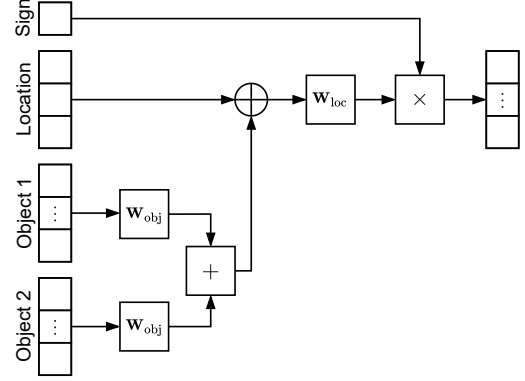 Sign
Location
W_loc
×
⋮
Object 1
⋮
W_obj
+
Object 2
⋮
W_obj